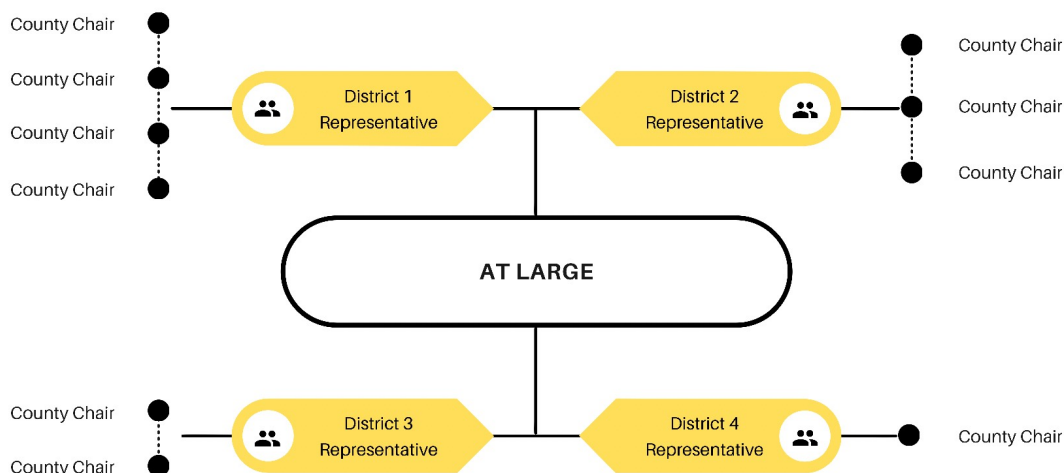 County Chair
County Chair
County Chair
County Chair
District 1
Representative
District 2
Representative
County Chair
County Chair
County Chair
AT LARGE
County Chair
County Chair
District 3
Representative
District 4
Representative
County Chair